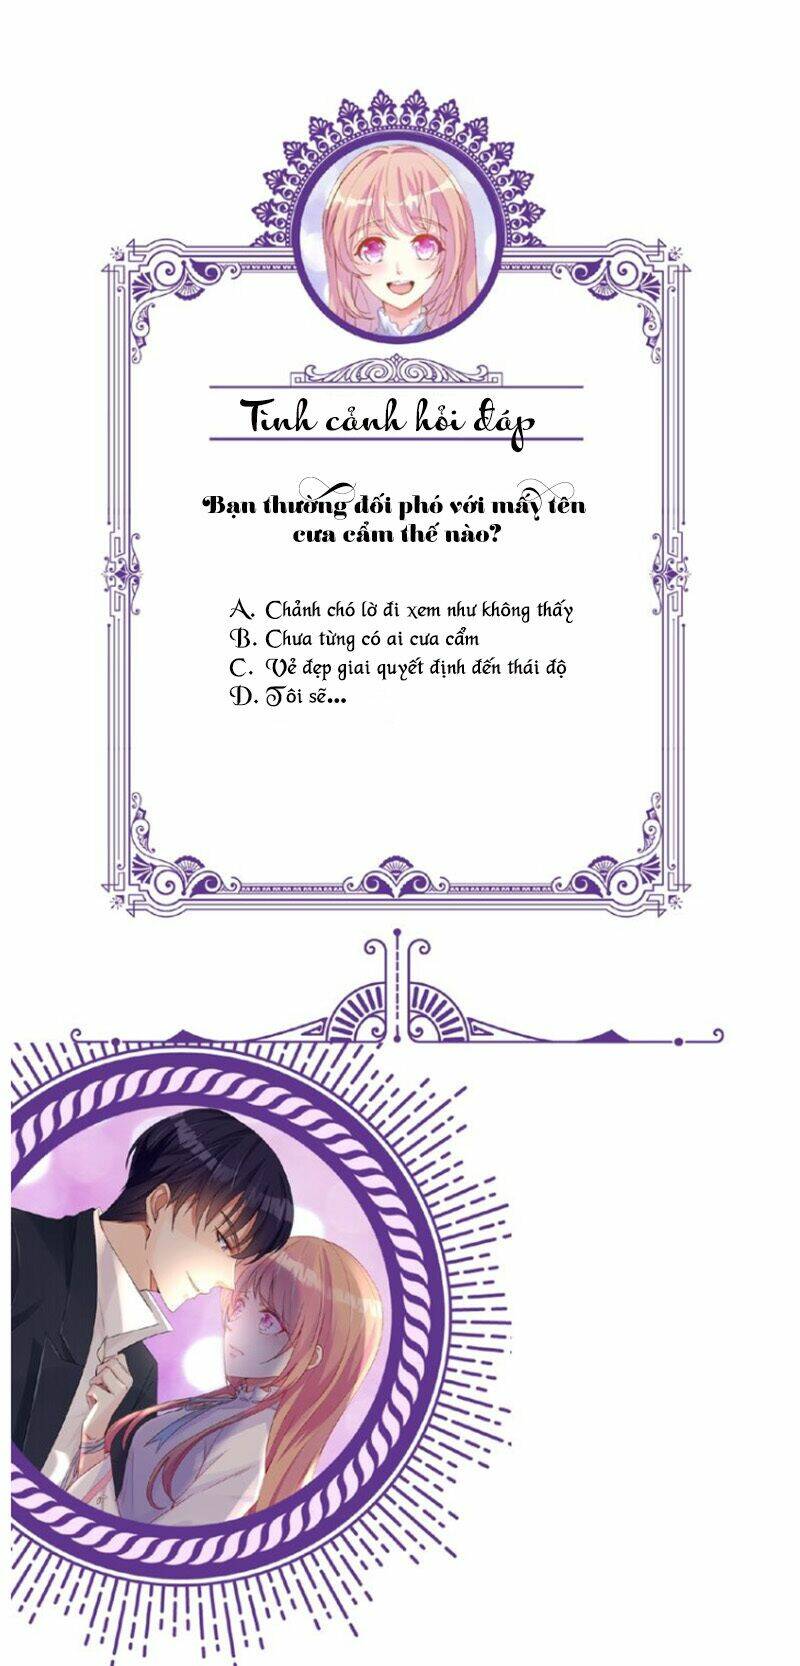 Tình cảnh hỏi đáp
Bạn thường đối phó với mấy tên
cưa cẩm thế nào?
A. Chảnh chó lờ đi xem như không thấy
B. Chưa từng có ai cưa cẩm
C. Vẻ đẹp giai quyết định đến thái độ
D. Tôi sẽ...